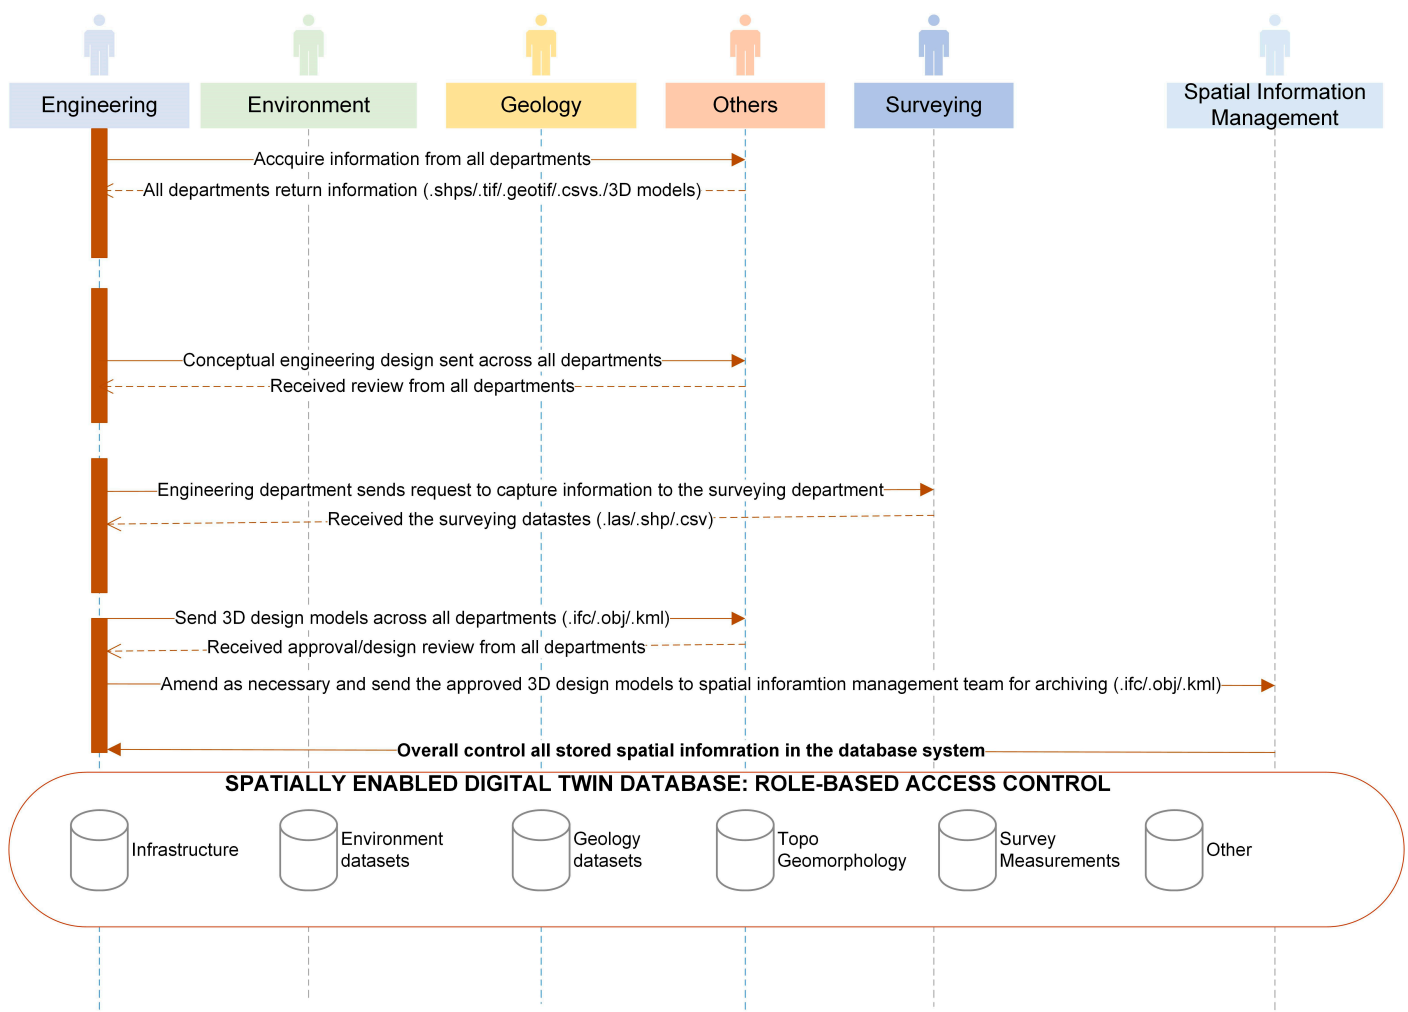 Engineering
Environment
Geology
Others
Surveying
Spatial Information
Management
Accquire information from all departments
All departments return information (.shps/.tif/.geotif/.csvs./3D models)
Conceptual engineering design sent across all departments
Received review from all departments
Engineering department sends request to capture information to the surveying department
Received the surveying datastes (.las/.shp/.csv)
Send 3D design models across all departments (.ifc/.obj/.kml)
Received approval/design review from all departments
Amend as necessary and send the approved 3D design models to spatial inforamtion management team for archiving (.ifc/.obj/.kml)
Overall control all stored spatial infomration in the database system
SPATIALLY ENABLED DIGITAL TWIN DATABASE: ROLE-BASED ACCESS CONTROL
Infrastructure
Environment
datasets
Geology
datasets
Topo
Geomorphology
Survey
Measurements
Other